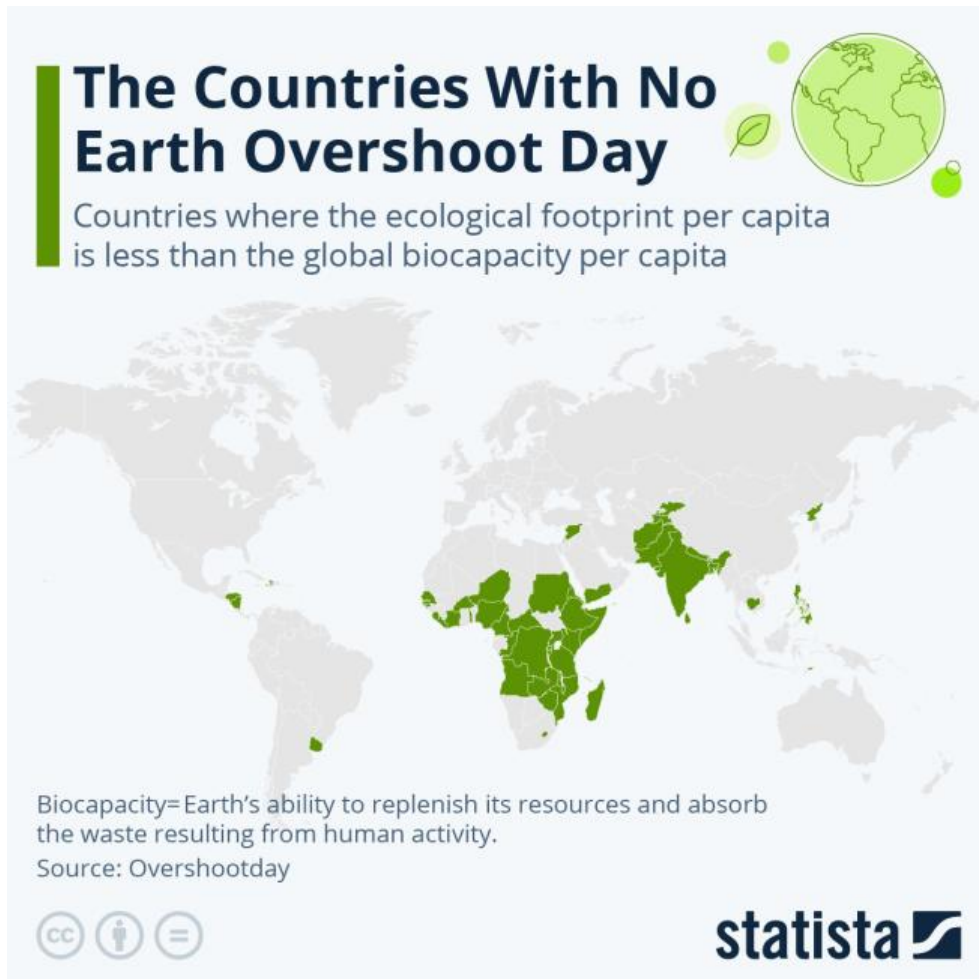 The Countries With No
Earth Overshoot Day
Countries where the ecological footprint per capita
is less than the global biocapacity per capita
Biocapacity= Earth's ability to replenish its resources and absorb
the waste resulting from human activity.
Source: Overshootday
cc
statista